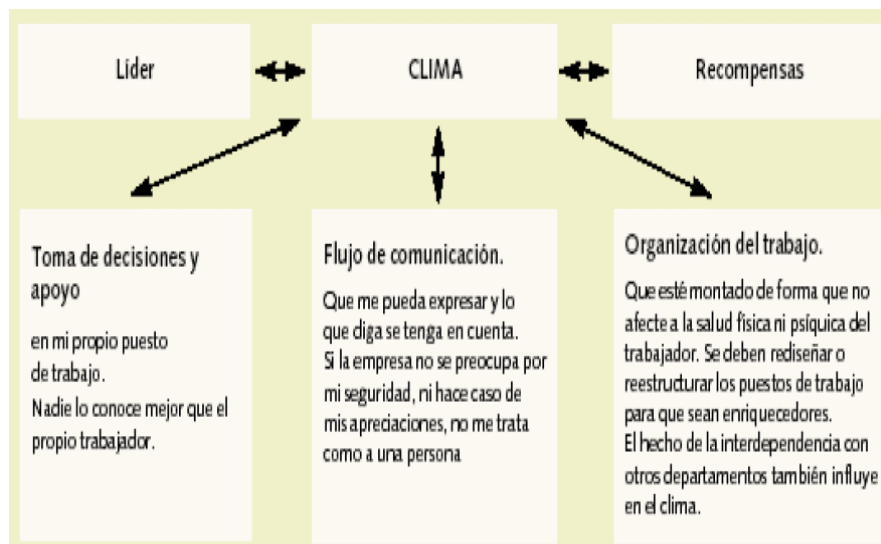 Líder
CLIMA
Recompensas
Toma de decisiones y
apoyo
en mi propio puesto
de trabajo.
Nadie lo conoce mejor que el
propio trabajador.
Flujo de comunicación.
Que me pueda expresar y lo
que diga se tenga en cuenta.
Si la empresa no se preocupa por
mi seguridad, ni hace caso de
mis apreciaciones, no me trata
como a una persona
Organización del trabajo.
Que esté montado de forma que no
afecte a la salud física ni psíquica del
trabajador. Se deben rediseñar o
reestructurar los puestos de trabajo
para que sean enriquecedores.
El hecho de la interdependencia con
otros departamentos también influye
en el clima.